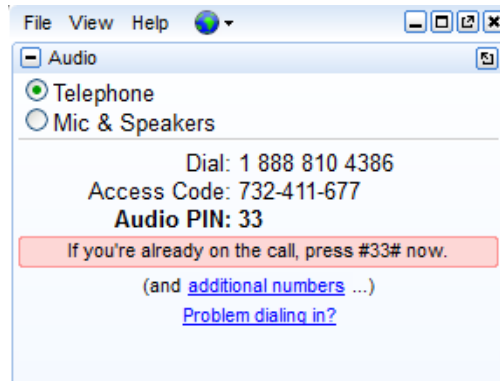 File View Help
Audio
Telephone
Mic & Speakers
Dial: 1 888 810 4386
Access Code: 732-411-677
Audio PIN: 33
If you're already on the call, press #33# now.
(and additional numbers ...)
Problem dialing in?